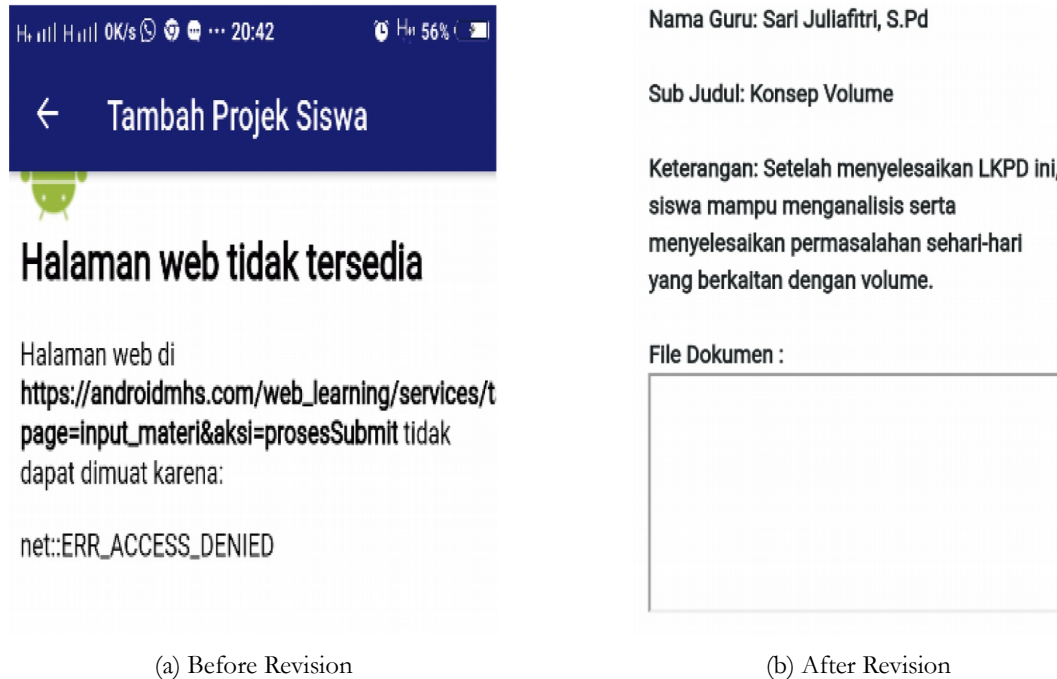 0K/s ... 20:42 56%
Tambah Projek Siswa
Halaman web tidak tersedia
Halaman web di
https://androidmhs.com/web_learning/services/t
page=input_materi&aksi=prosesSubmit tidak
dapat dimuat karena:
net::ERR_ACCESS_DENIED
(a) Before Revision
Nama Guru: Sari Juliafitri, S.Pd
Sub Judul: Konsep Volume
Keterangan: Setelah menyelesaikan LKPD ini,
siswa mampu menganalisis serta
menyelesaikan permasalahan sehari-hari
yang berkaitan dengan volume.
File Dokumen :
(b) After Revision